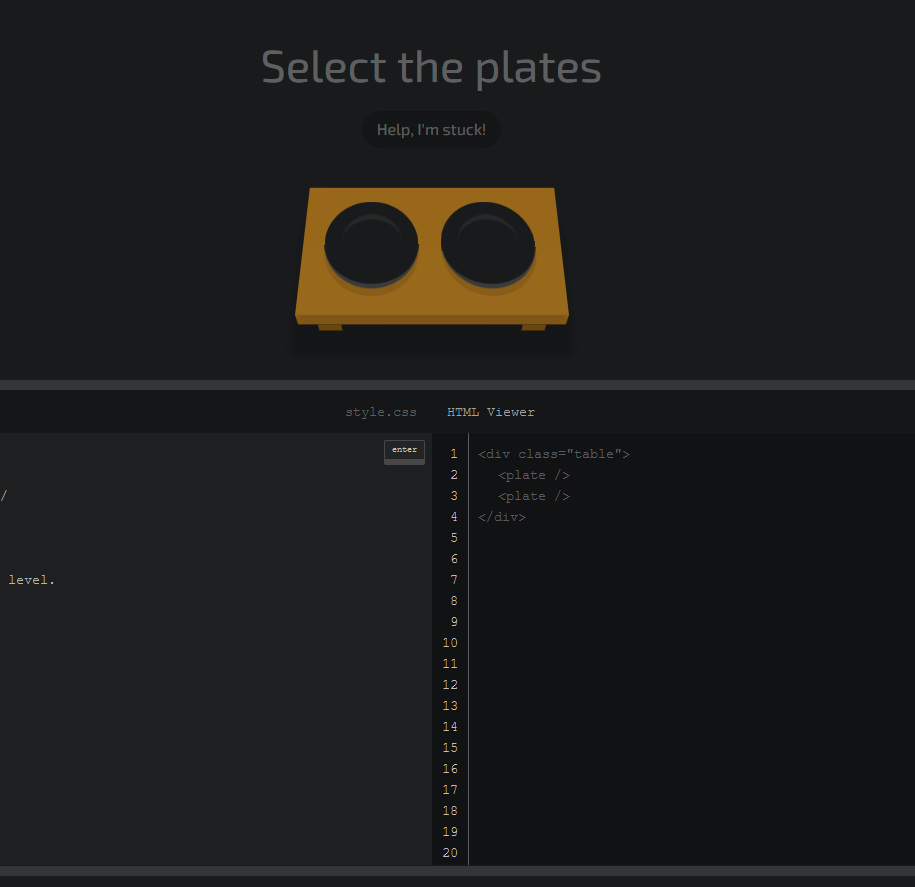 Select the plates
Help, I'm stuck!
style.css
HTML Viewer
enter
/
level.
1 <div class="table">
2 <plate />
3 <plate />
4 </div>
5
6
7
8
9
10
11
12
13
14
15
16
17
18
19
20